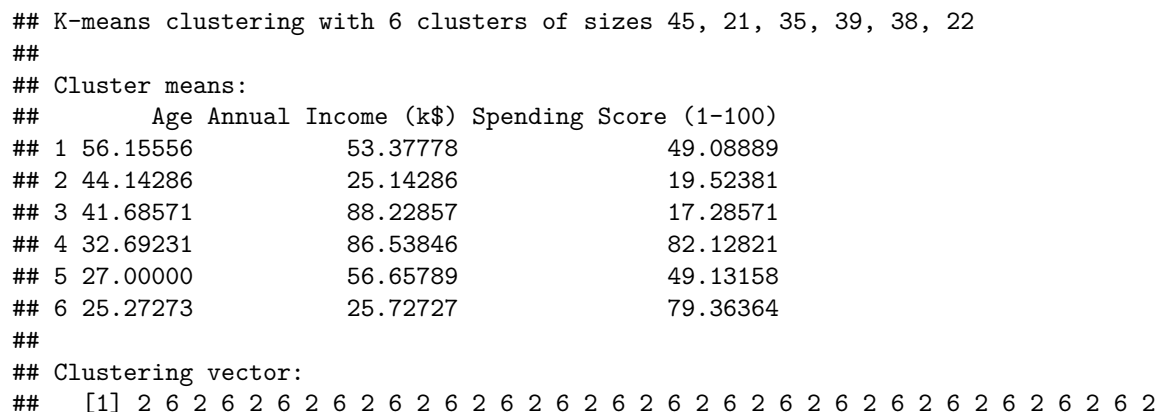 ## K-means clustering with 6 clusters of sizes 45, 21, 35, 39, 38, 22
##
## Cluster means:
##        Age Annual Income (k$) Spending Score (1-100)
## 1 56.15556           53.37778               49.08889
## 2 44.14286           25.14286               19.52381
## 3 41.68571           88.22857               17.28571
## 4 32.69231           86.53846               82.12821
## 5 27.00000           56.65789               49.13158
## 6 25.27273           25.72727               79.36364
##
## Clustering vector:
##   [1] 2 6 2 6 2 6 2 6 2 6 2 6 2 6 2 6 2 6 2 6 2 6 2 6 2 6 2 6 2 6 2 6 2 6 2 6 2